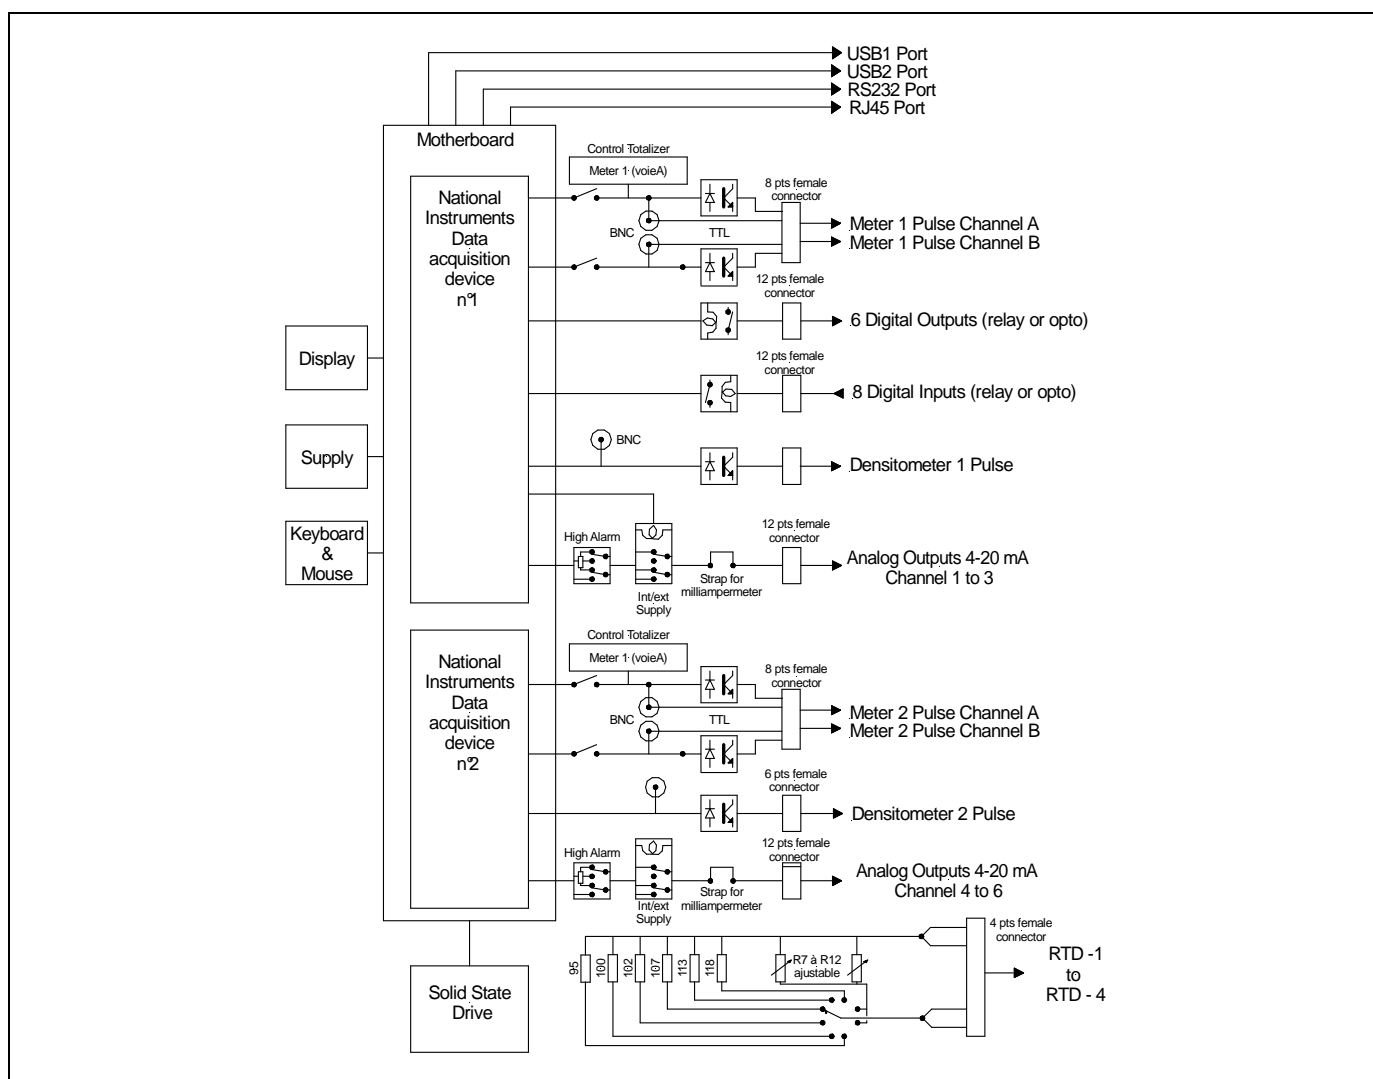 USB1 Port
USB2 Port
RS232 Port
RJ45 Port
Motherboard
Control Totalizer
Meter 1 (voieA)
8 pts female
connector
National
Instruments
Data
acquisition
device
n°1
BNC
TTL
Meter 1 Pulse Channel A
Meter 1 Pulse Channel B
12 pts female
connector
6 Digital Outputs (relay or opto)
Display
12 pts female
connector
8 Digital Inputs (relay or opto)
BNC
Supply
Densitometer 1 Pulse
Keyboard
&
Mouse
High Alarm
12 pts female
connector
Analog Outputs 4-20 mA
Channel 1 to 3
Int/ext
Supply
Strap for
milliampermeter
Control Totalizer
Meter 1 (voieA)
8 pts female
connector
National
Instruments
Data
acquisition
device
n°2
BNC
TTL
Meter 2 Pulse Channel A
Meter 2 Pulse Channel B
6 pts female
connector
Densitometer 2 Pulse
High Alarm
12 pts female
connector
Analog Outputs 4-20 mA
Channel 4 to 6
Int/ext
Supply
Strap for
milliampermeter
4 pts female
connector
95
100
102
107
113
118
R7 à R12
ajustable
RTD -1
to
RTD - 4
Solid State
Drive